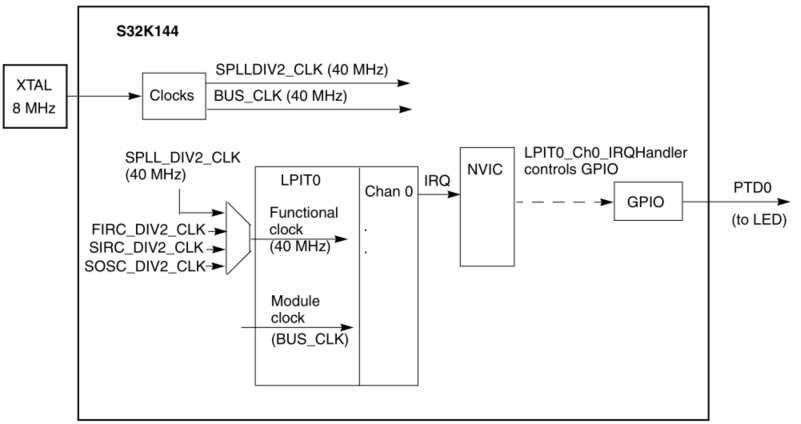 S32K144
XTAL
8 MHz
Clocks
SPLLDIV2_CLK (40 MHz)
BUS_CLK (40 MHz)
SPLL_DIV2_CLK
(40 MHz)
FIRC_DIV2_CLK
SIRC_DIV2_CLK
SOSC_DIV2_CLK
LPIT0
Functional
clock
(40 MHz)
Module
clock
(BUS_CLK)
Chan 0
.
.
IRQ
NVIC
LPIT0_Ch0_IRQHandler
controls GPIO
GPIO
PTD0
(to LED)